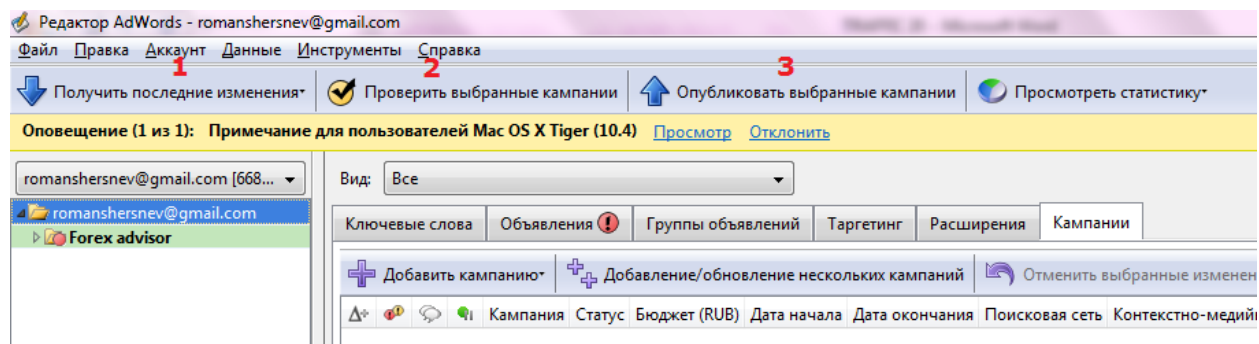 Редактор AdWords - romanshersnev@gmail.com
Файл Правка Аккаунт Данные Инструменты Справка
1 2 3
Получить последние изменения Проверить выбранные кампании Опубликовать выбранные кампании Просмотреть статистику
Оповещение (1 из 1): Примечание для пользователей Mac OS X Tiger (10.4) Просмотр Отклонить
romanshersnev@gmail.com [668... Вид: Все
romanshersnev@gmail.com
Forex advisor
Ключевые слова Объявления Группы объявлений Таргетинг Расширения Кампании
Добавить кампанию Добавление/обновление нескольких кампаний Отменить выбранные изменен
Кампания Статус Бюджет (RUB) Дата начала Дата окончания Поисковая сеть Контекстно-медий